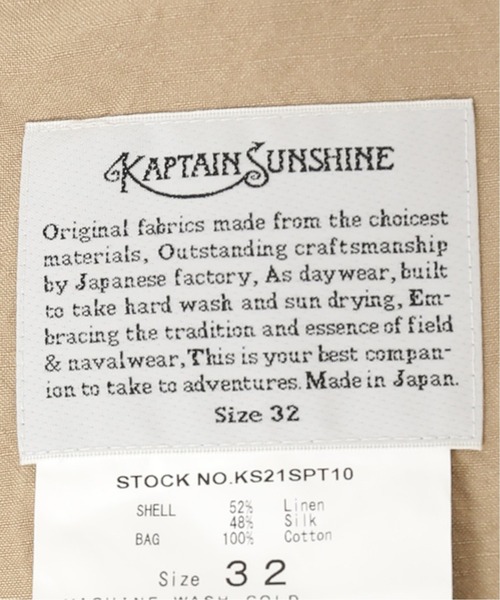 KAPTAIN SUNSHINE
Original fabrics made from the choicest
materials, Outstanding craftsmanship
by Japanese factory, As daywear, built
to take hard wash and sun drying, Em-
bracing the tradition and essence of field
& navalwear, This is your best compan-
ion to take to adventures. Made in Japan.
Size 32
STOCK NO.KS21SPT10
SHELL 52% Linen
48% Silk
BAG 100% Cotton
Size 32
MACHINE WASH COLD